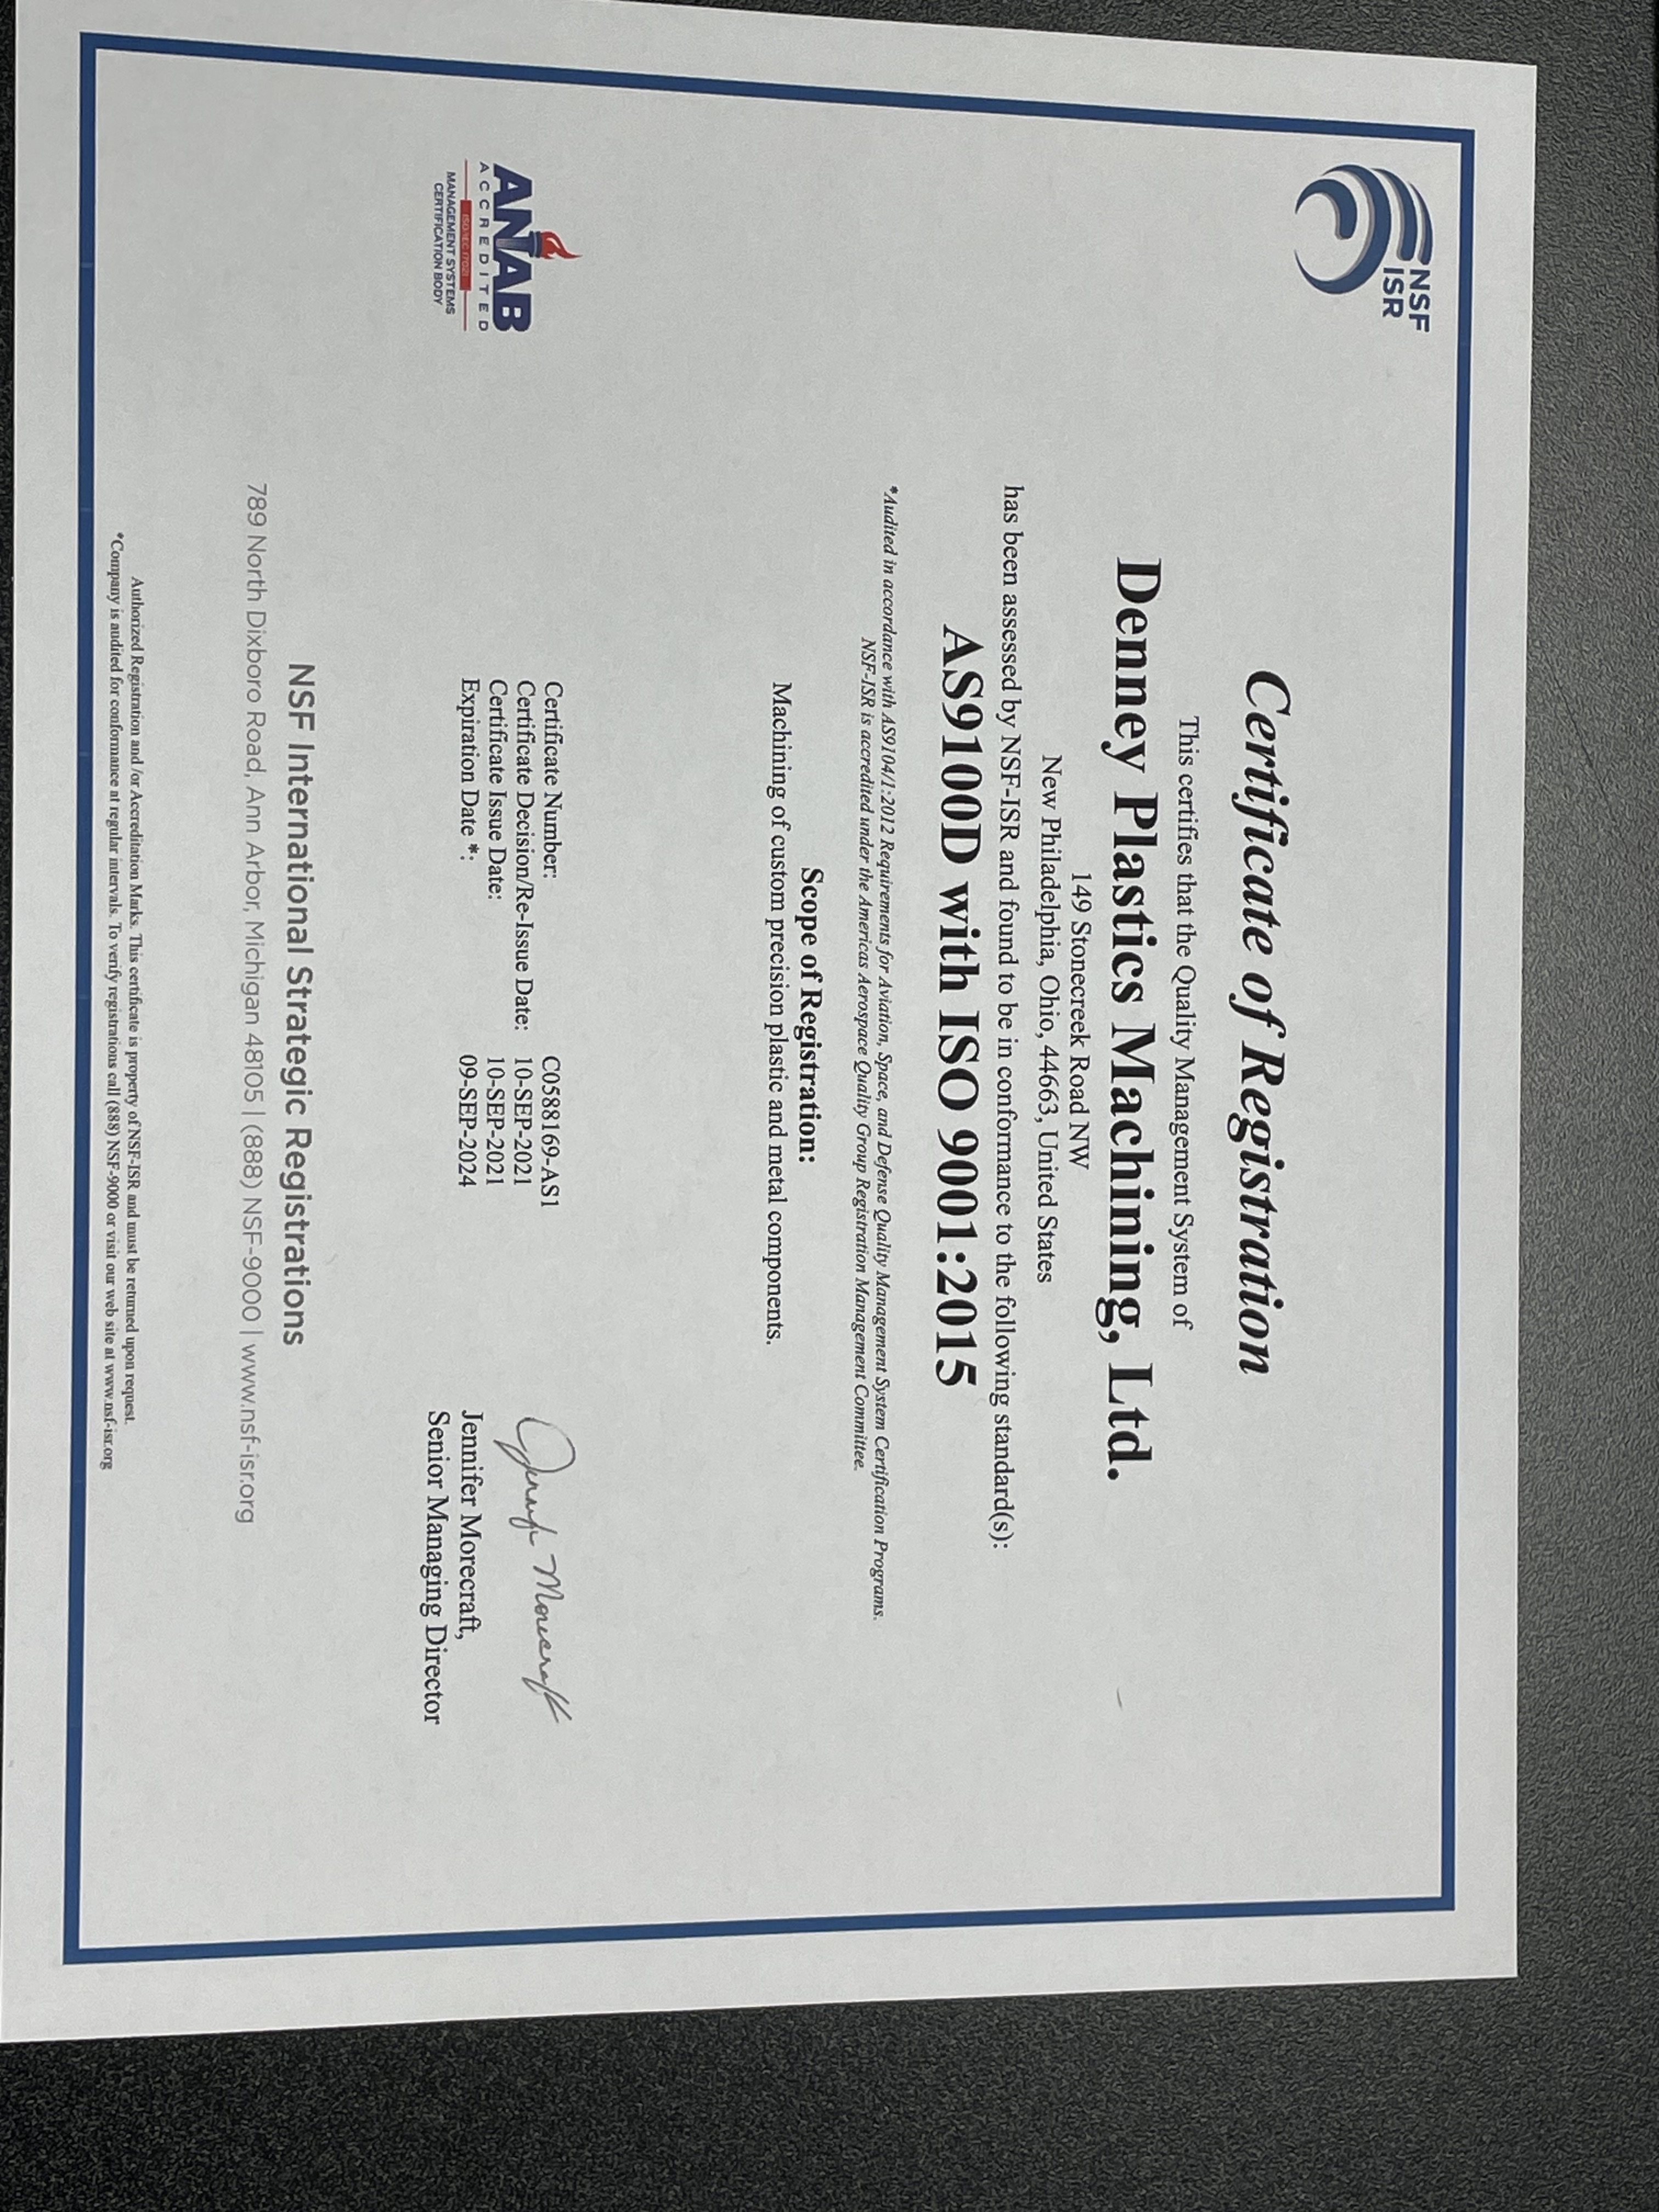 NSF
ISR
Certificate of Registration
This certifies that the Quality Management System of
Denney Plastics Machining, Ltd.
149 Stonecreek Road NW
New Philadelphia, Ohio, 44663, United States
has been assessed by NSF-ISR and found to be in conformance to the following standard(s):
AS9100D with ISO 9001:2015
*Audited in accordance with AS9104/1:2012 Requirements for Aviation, Space, and Defense Quality Management System Certification Programs.
NSF-ISR is accredited under the Americas Aerospace Quality Group Registration Management Committee.
Scope of Registration:
Machining of custom precision plastic and metal components.
ANAB
ACCREDITED
ISO/IEC 17021
MANAGEMENT SYSTEMS
CERTIFICATION BODY
Certificate Number: C0588169-AS1
Certificate Decision/Re-Issue Date: 10-SEP-2021
Certificate Issue Date: 10-SEP-2021
Expiration Date *: 09-SEP-2024
Jennifer Morecraft
Jennifer Morecraft,
Senior Managing Director
NSF International Strategic Registrations
789 North Dixboro Road, Ann Arbor, Michigan 48105 | (888) NSF-9000 | www.nsf-isr.org
Authorized Registration and /or Accreditation Marks. This certificate is property of NSF-ISR and must be returned upon request.
*Company is audited for conformance at regular intervals. To verify registrations call (888) NSF-9000 or visit our web site at www.nsf-isr.org